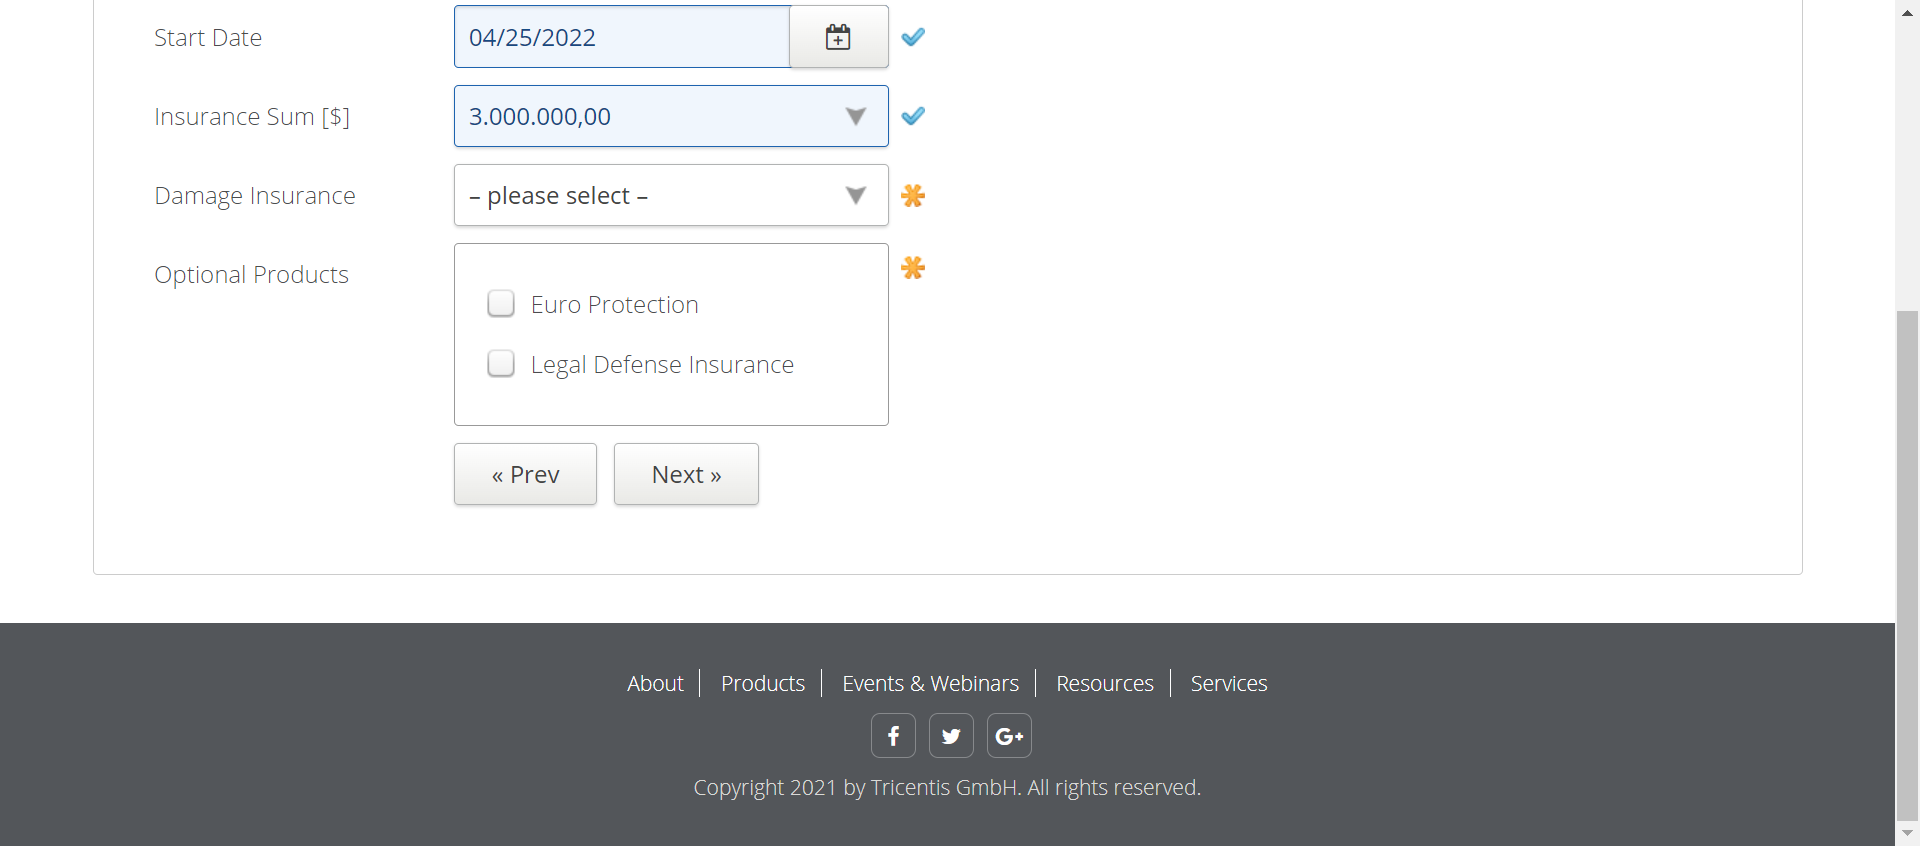 Start Date 04/25/2022
Insurance Sum [$] 3.000.000,00
Damage Insurance – please select –
Optional Products
Euro Protection
Legal Defense Insurance
« Prev Next »
About Products Events & Webinars Resources Services
G+
Copyright 2021 by Tricentis GmbH. All rights reserved.